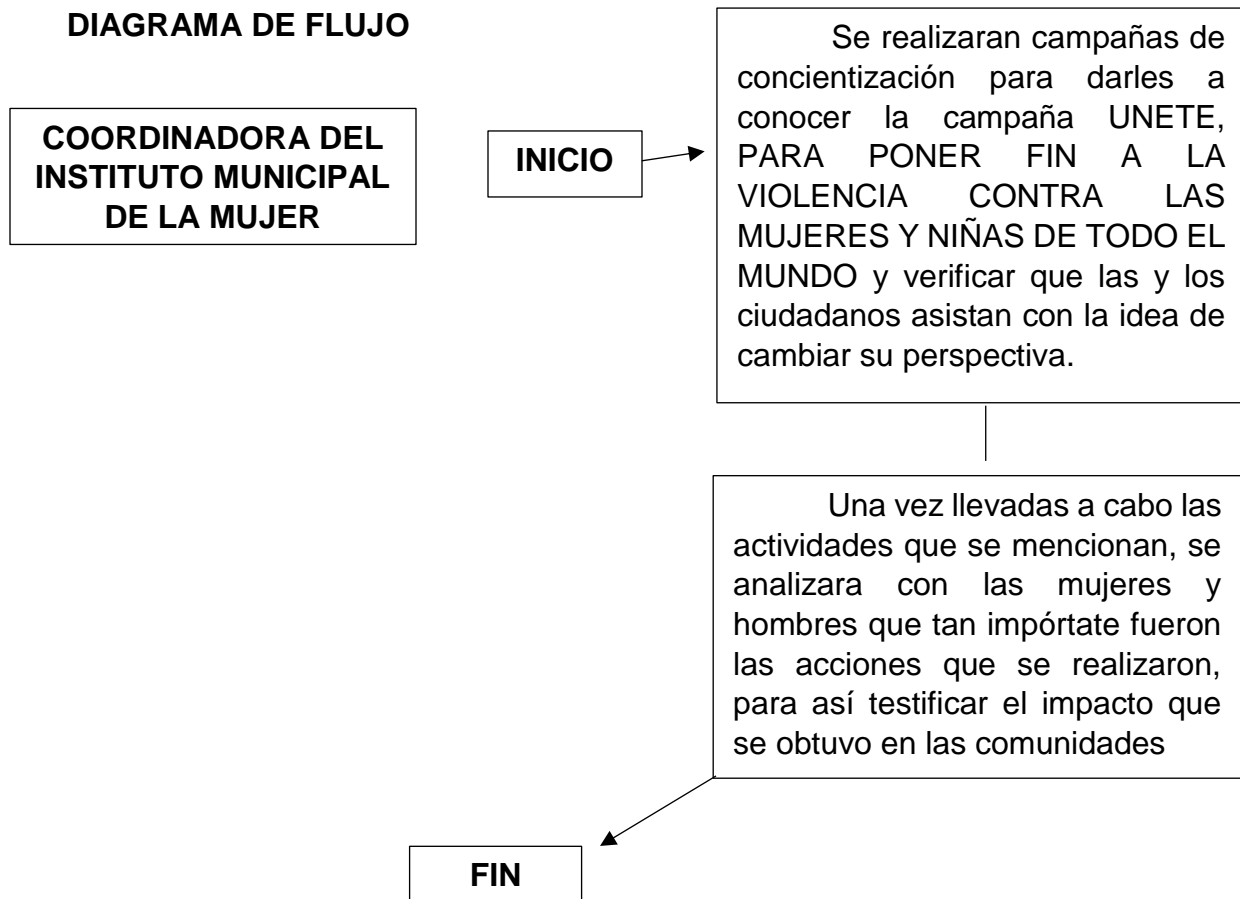 DIAGRAMA DE FLUJO
COORDINADORA DEL
INSTITUTO MUNICIPAL
DE LA MUJER
INICIO
Se realizaran campañas de
concientización para darles a
conocer la campaña UNETE,
PARA PONER FIN A LA
VIOLENCIA CONTRA LAS
MUJERES Y NIÑAS DE TODO EL
MUNDO y verificar que las y los
ciudadanos asistan con la idea de
cambiar su perspectiva.
Una vez llevadas a cabo las
actividades que se mencionan, se
analizara con las mujeres y
hombres que tan impórtate fueron
las acciones que se realizaron,
para así testificar el impacto que
se obtuvo en las comunidades
FIN